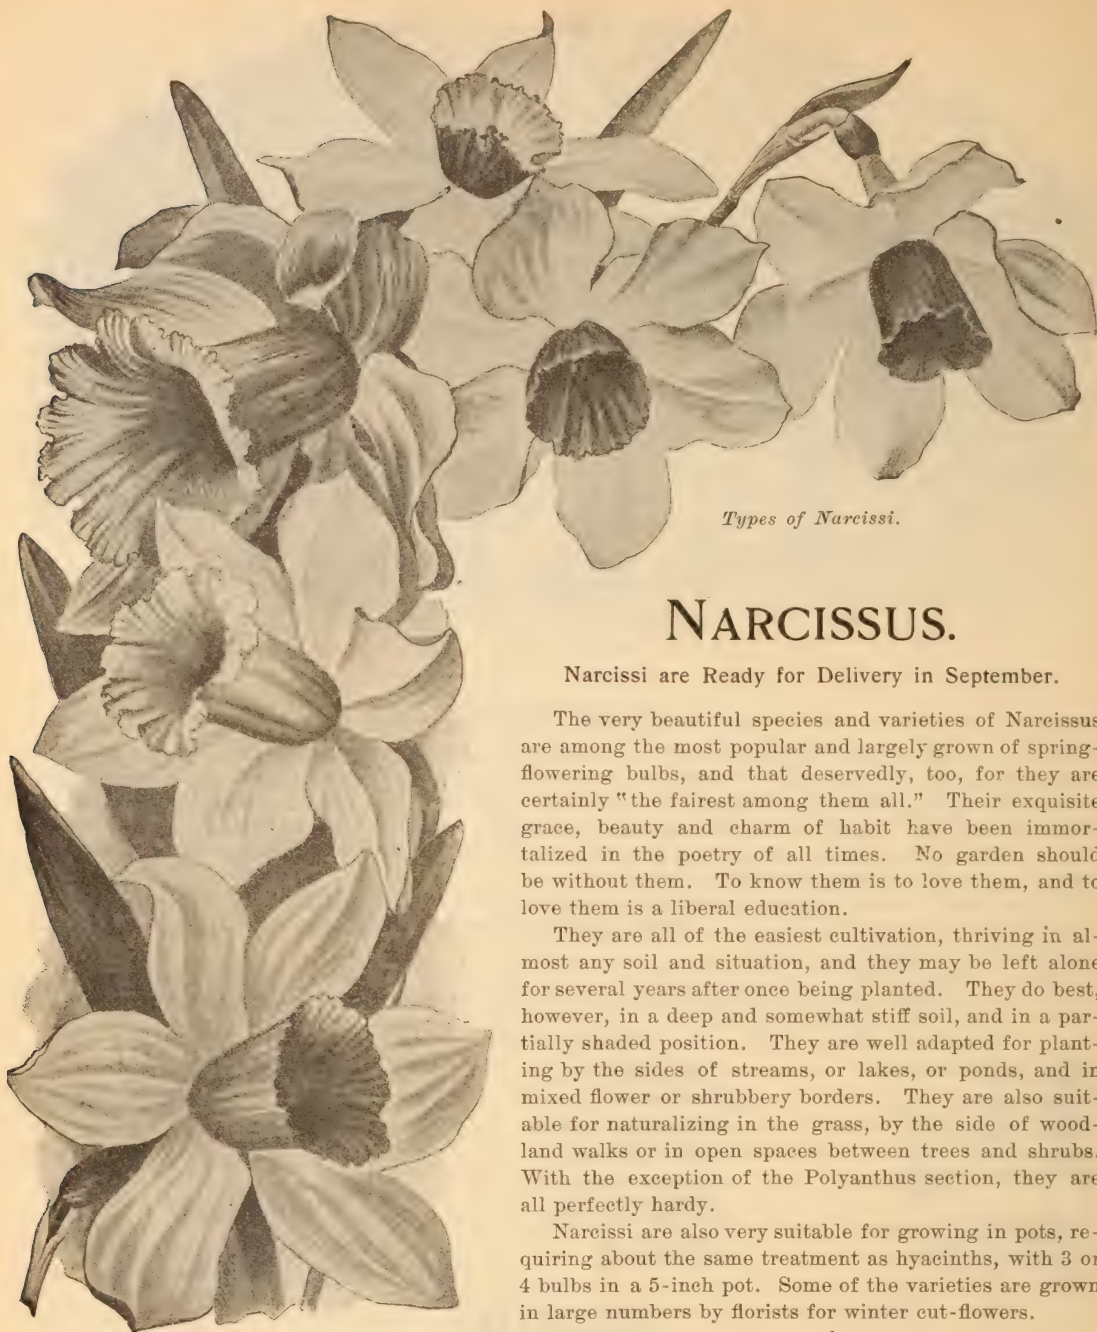 Types of Narcissi.
NARCISSUS.
Narcissi are Ready for Delivery in September.
The very beautiful species and varieties of Narcissus
are among the most popular and largely grown of spring-
flowering bulbs, and that deservedly, too, for they are
certainly "the fairest among them all." Their exquisite
grace, beauty and charm of habit have been immor-
talized in the poetry of all times. No garden should
be without them. To know them is to love them, and to
love them is a liberal education.
They are all of the easiest cultivation, thriving in al-
most any soil and situation, and they may be left alone
for several years after once being planted. They do best,
however, in a deep and somewhat stiff soil, and in a par-
tially shaded position. They are well adapted for plant-
ing by the sides of streams, or lakes, or ponds, and in
mixed flower or shrubbery borders. They are also suit-
able for naturalizing in the grass, by the side of wood-
land walks or in open spaces between trees and shrubs.
With the exception of the Polyanthus section, they are
all perfectly hardy.
Narcissi are also very suitable for growing in pots, re-
quiring about the same treatment as hyacinths, with 3 or
4 bulbs in a 5-inch pot. Some of the varieties are grown
in large numbers by florists for winter cut-flowers.